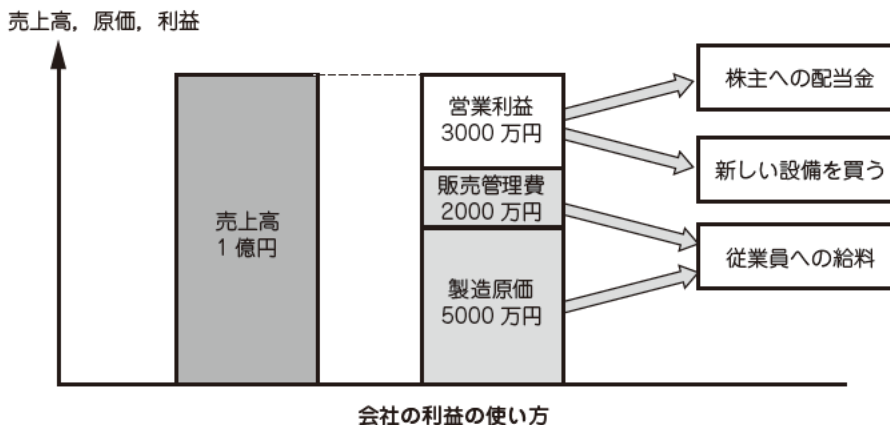 売上高，原価，利益
売上高
1 億円
営業利益
3000 万円
販売管理費
2000 万円
製造原価
5000 万円
株主への配当金
新しい設備を買う
従業員への給料
会社の利益の使い方